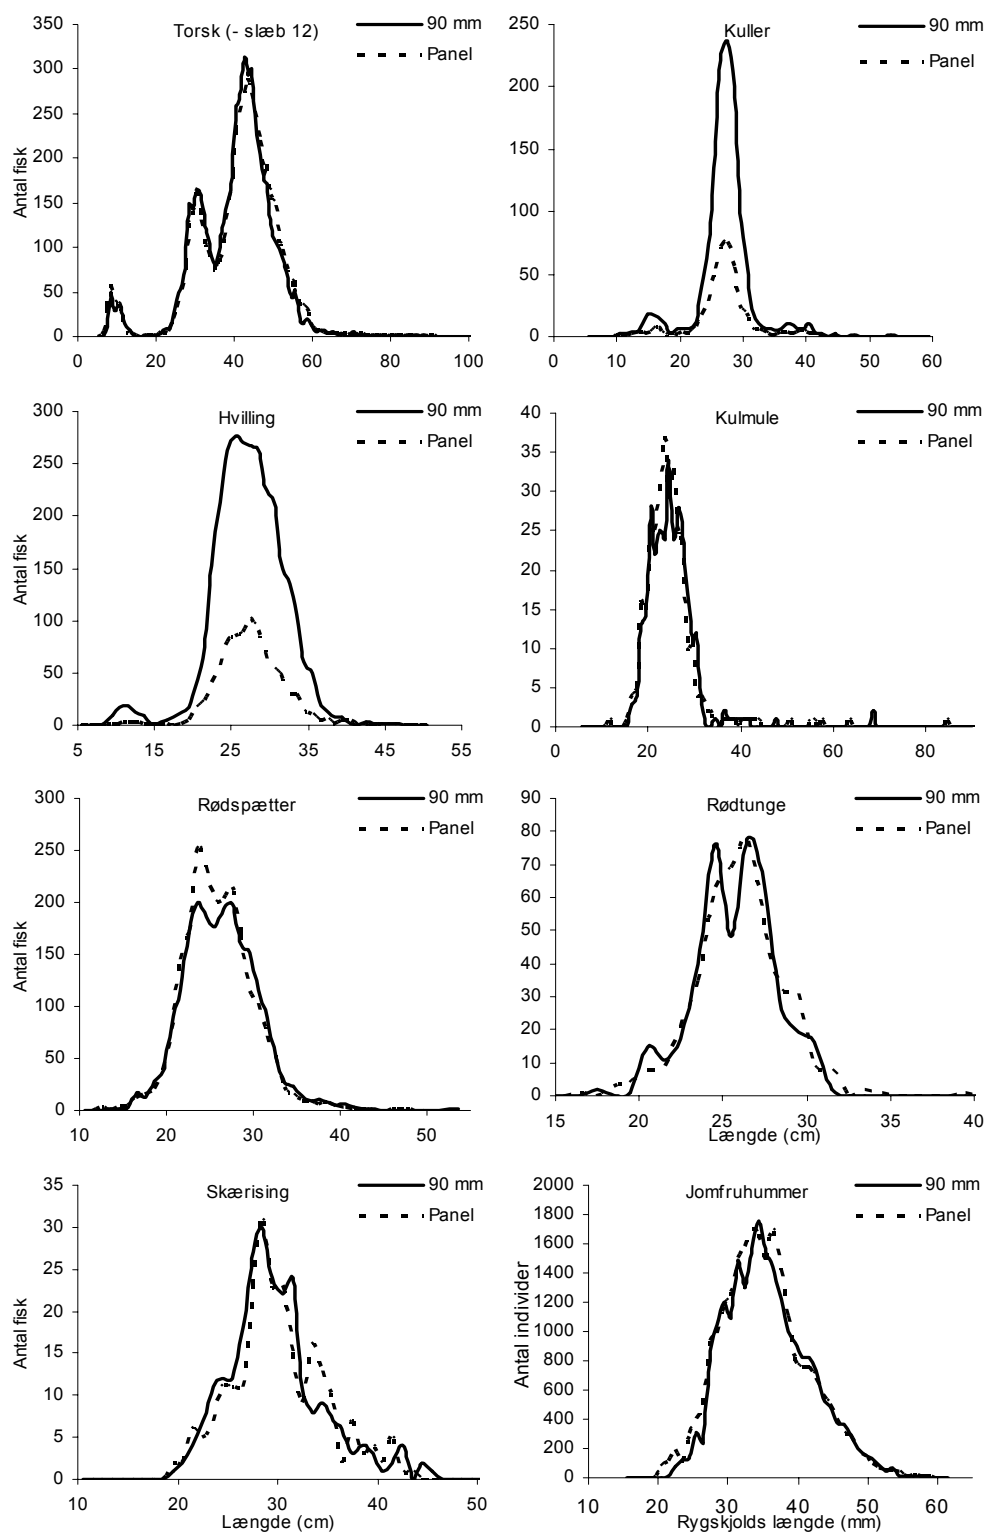 Torsk (- slæb 12)
90 mm
Panel
Antal fisk
350
300
250
200
150
100
50
0
0 20 40 60 80 100
Kuller
90 mm
Panel
250
200
150
100
50
0
0 10 20 30 40 50 60
Hvilling
90 mm
Panel
Antal fisk
300
250
200
150
100
50
0
5 15 25 35 45 55
Kulmule
90 mm
Panel
40
35
30
25
20
15
10
5
0
0 20 40 60 80
Rødspætter
90 mm
Panel
Antal fisk
300
250
200
150
100
50
0
10 20 30 40 50
Rødtunge
90 mm
Panel
90
80
70
60
50
40
30
20
10
0
15 20 25 30 35 40
Længde (cm)
Skærising
90 mm
Panel
Antal fisk
35
30
25
20
15
10
5
0
10 20 30 40 50
Længde (cm)
Jomfruhummer
90 mm
Panel
Antal individer
2000
1800
1600
1400
1200
1000
800
600
400
200
0
10 20 30 40 50 60
Rygskjolds længde (mm)